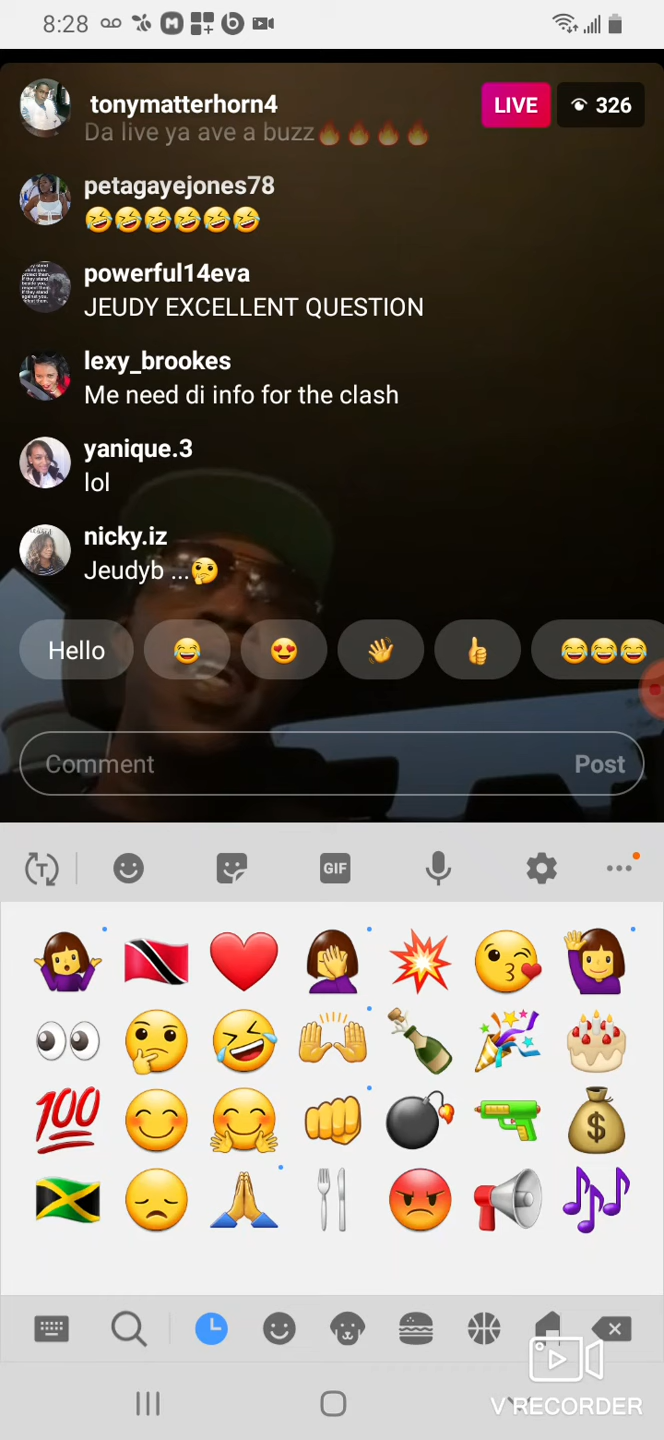 8:28
tonymatterhorn4
LIVE
326
Da live ya ave a buzz🔥🔥🔥🔥
petagayejones78
🤣🤣🤣🤣🤣🤣
powerful14eva
JEUDY EXCELLENT QUESTION
lexy_brookes
Me need di info for the clash
yanique.3
lol
nicky.iz
Jeudyb ...🤔
Hello
Comment
Post
GIF
V RECORDER